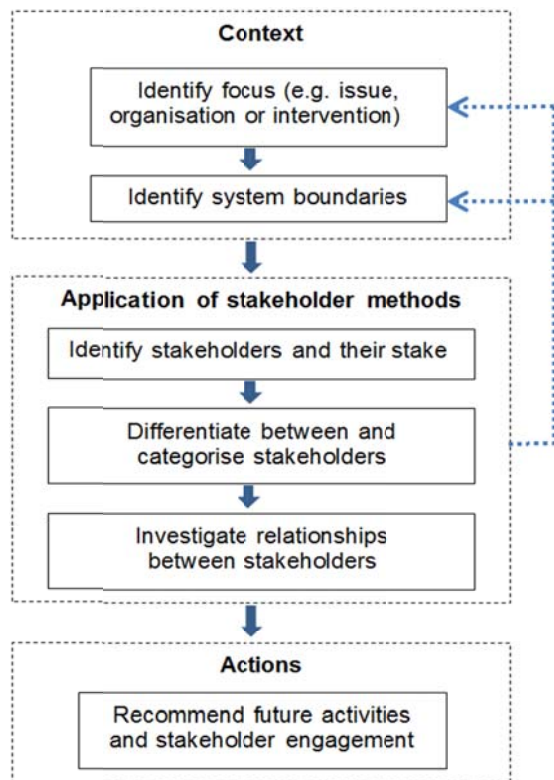 Context
Identify focus (e.g. issue,
organisation or intervention)
Identify system boundaries
Application of stakeholder methods
Identify stakeholders and their stake
Differentiate between and
categorise stakeholders
Investigate relationships
between stakeholders
Actions
Recommend future activities
and stakeholder engagement